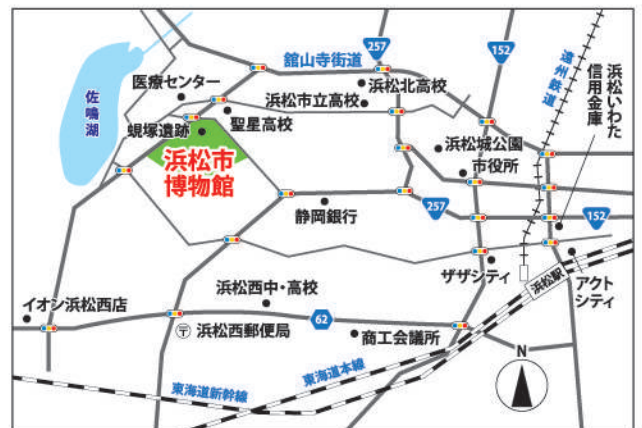 257
152
舘山寺街道
遠州鉄道
浜松いわた
信用金庫
医療センター
浜松北高校
浜松市立高校
佐鳴湖
蜆塚遺跡
聖星高校
浜松城公園
市役所
浜松市
博物館
静岡銀行
257
152
ザザシティ
浜松駅
アクト
シティ
イオン浜松西店
浜松西中・高校
〒 浜松西郵便局
62
商工会議所
N
東海道新幹線
東海道本線